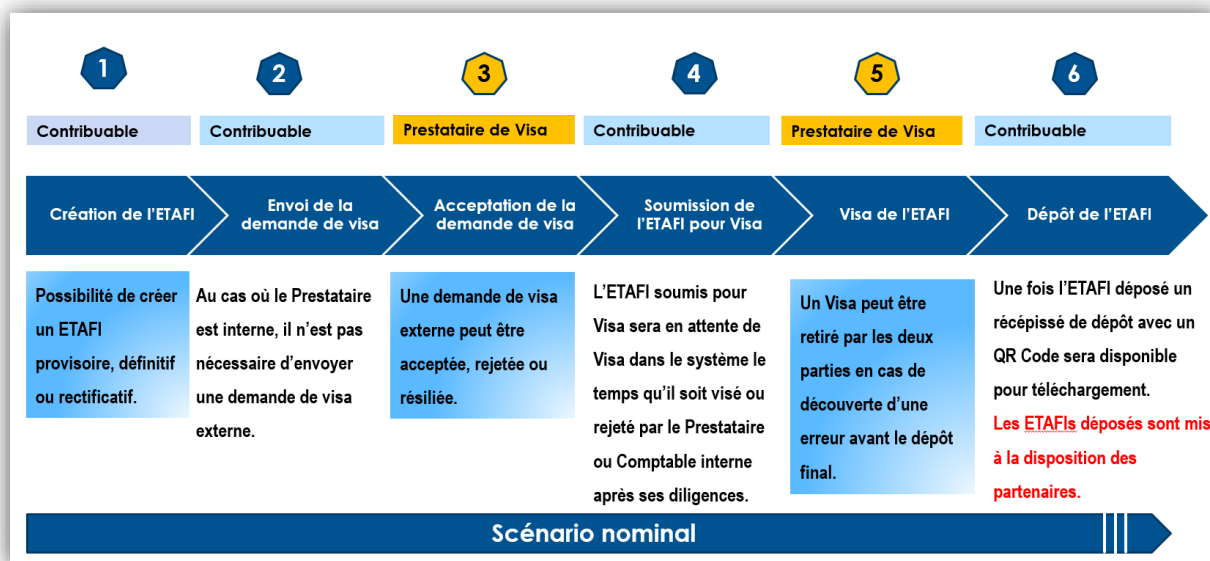 1
2
3
4
5
6
Contribuable
Contribuable
Prestataire de Visa
Contribuable
Prestataire de Visa
Contribuable
Création de l'ETAFI
Envoi de la
demande de visa
Acceptation de la
demande de visa
Soumission de
l'ETAFI pour Visa
Visa de l'ETAFI
Dépôt de l'ETAFI
Possibilité de créer
un ETAFI
provisoire, définitif
ou rectificatif.
Au cas où le Prestataire
est interne, il n'est pas
nécessaire d'envoyer
une demande de visa
externe.
Une demande de visa
externe peut être
acceptée, rejetée ou
résiliée.
L'ETAFI soumis pour
Visa sera en attente de
Visa dans le système le
temps qu'il soit visé ou
rejeté par le Prestataire
ou Comptable interne
après ses diligences.
Un Visa peut être
retiré par les deux
parties en cas de
découverte d'une
erreur avant le dépôt
final.
Une fois l'ETAFI déposé un
récépissé de dépôt avec un
QR Code sera disponible
pour téléchargement.
Les ETAFIs déposés sont mis
à la disposition des
partenaires.
Scénario nominal